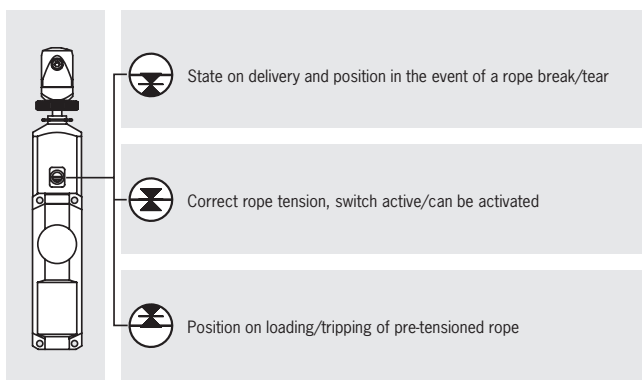 State on delivery and position in the event of a rope break/tear
Correct rope tension, switch active/can be activated
Position on loading/tripping of pre-tensioned rope